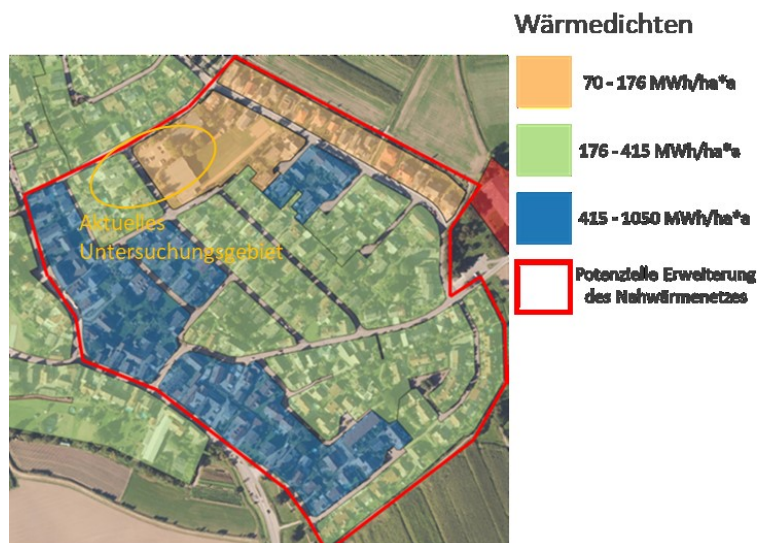 Wärmedichten
70 - 176 MWh/ha*a
176 - 415 MWh/ha*a
415 - 1050 MWh/ha*a
Potenzielle Erweiterung
des Nahwärmenetzes
Aktuelles
Untersuchungsgebiet